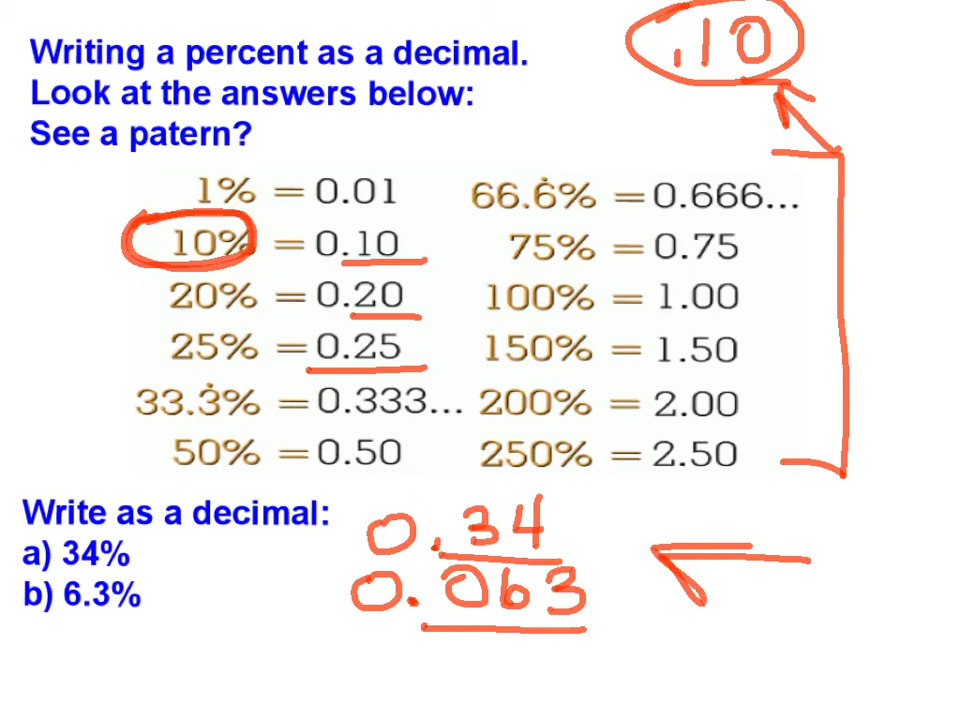 Writing a percent as a decimal.
.10
Look at the answers below:
See a patern?
1% = 0.01 66.6̇% = 0.666...
10% = 0.10 75% = 0.75
20% = 0.20 100% = 1.00
25% = 0.25 150% = 1.50
33.3̇% = 0.333... 200% = 2.00
50% = 0.50 250% = 2.50
Write as a decimal:
a) 34% 0.34
b) 6.3% 0.063